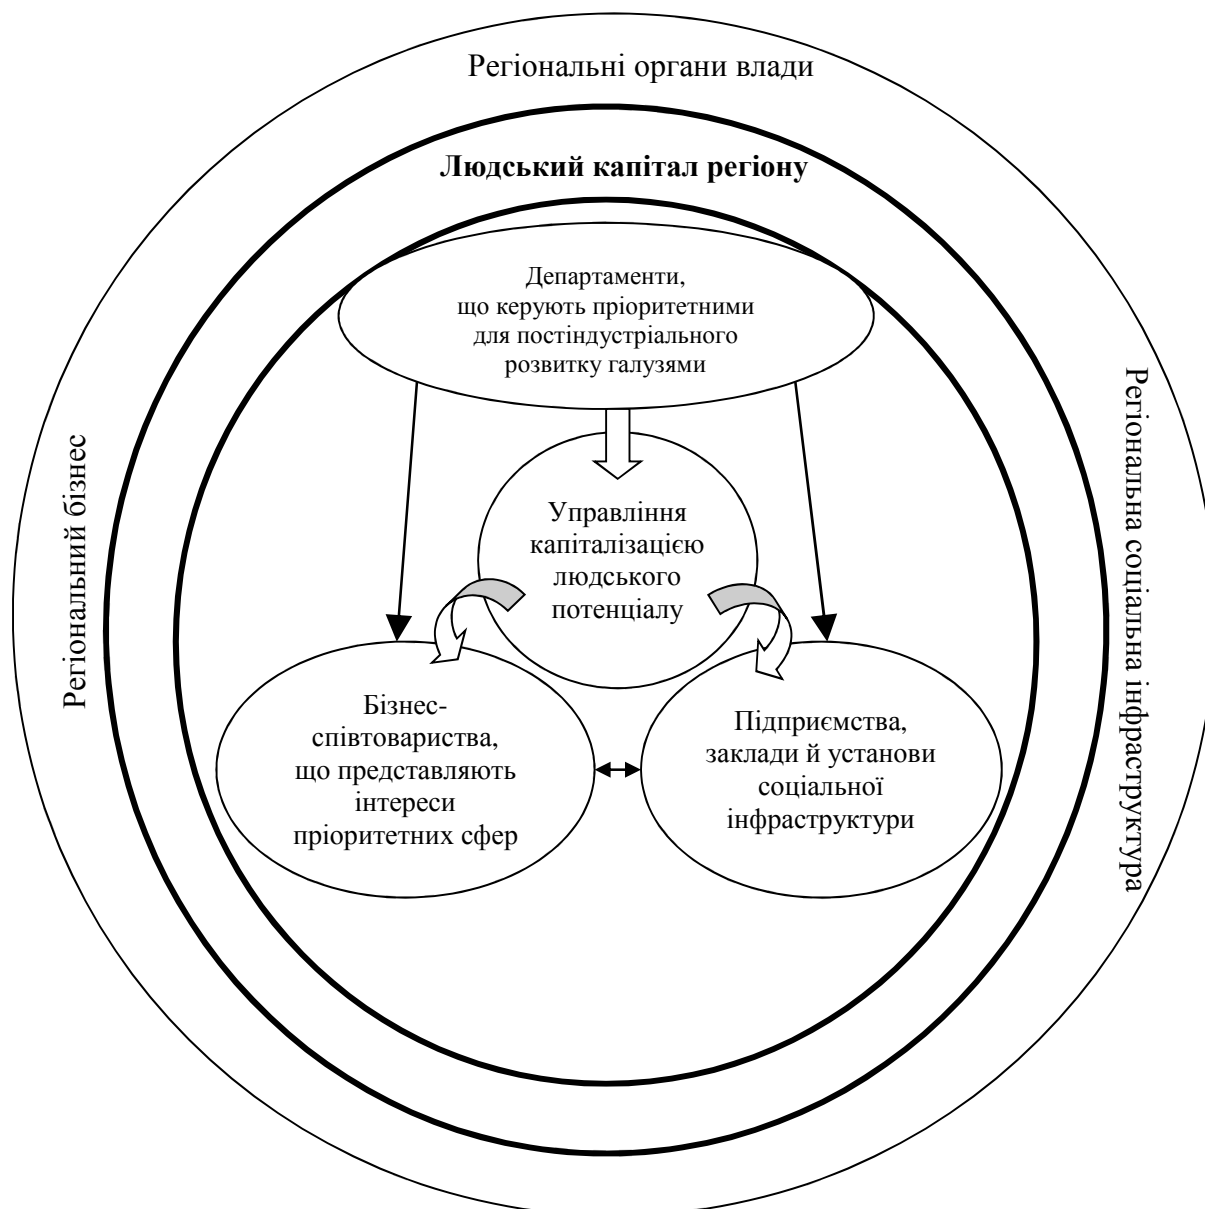 Регіональні органи влади
Людський капітал регіону
Департаменти,
що керують пріоритетними
для постіндустріального
розвитку галузями
Регіональний бізнес
Регіональна соціальна інфраструктура
Управління
капіталізацією
людського
потенціалу
Бізнес-
співтовариства,
що представляють
інтереси
пріоритетних сфер
Підприємства,
заклади й установи
соціальної
інфраструктури